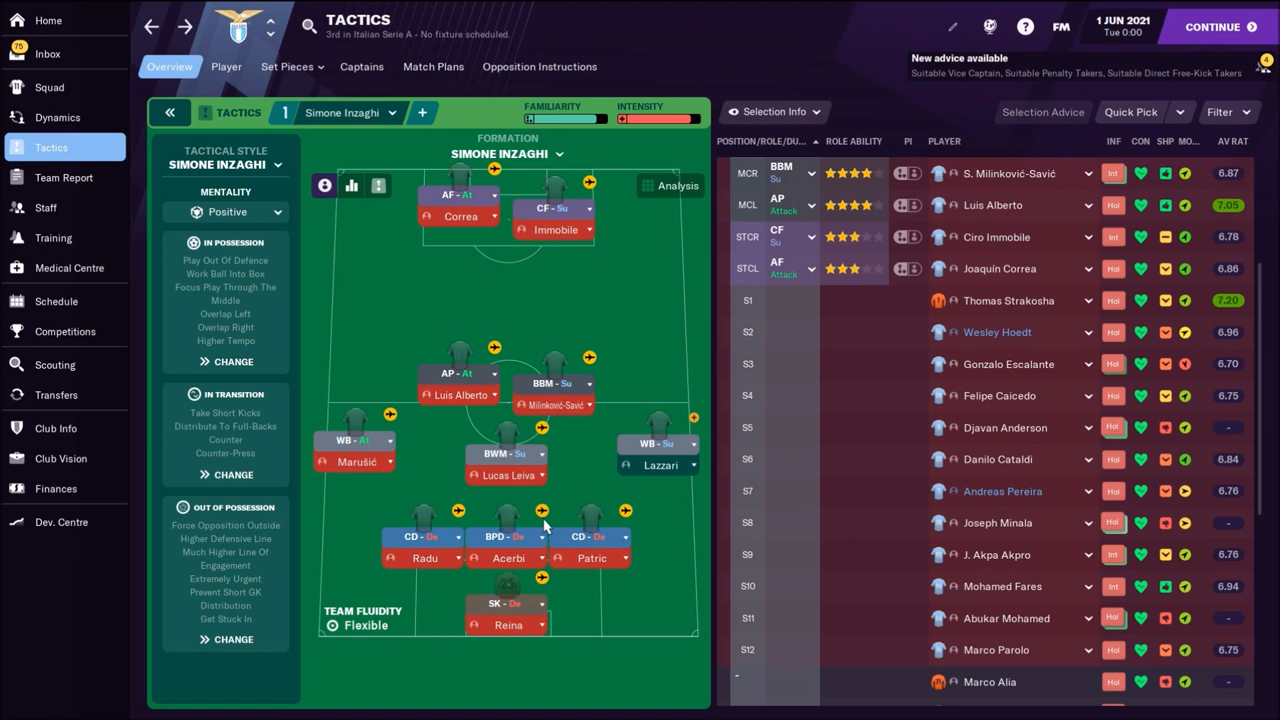 Home
75
Inbox
Squad
Dynamics
Tactics
Team Report
Staff
Training
Medical Centre
Schedule
Competitions
Scouting
Transfers
Club Info
Club Vision
Finances
Dev. Centre
TACTICS
3rd in Italian Serie A - No fixture scheduled.
FM
1 JUN 2021
Tue 0:00
CONTINUE
Overview
Player
Set Pieces
Captains
Match Plans
Opposition Instructions
New advice available
Suitable Vice Captain, Suitable Penalty Takers, Suitable Direct Free-Kick Takers
4
TACTICS
1
Simone Inzaghi
FAMILIARITY
INTENSITY
TACTICAL STYLE
SIMONE INZAGHI
MENTALITY
Positive
IN POSSESSION
Play Out Of Defence
Work Ball Into Box
Focus Play Through The
Middle
Overlap Left
Overlap Right
Higher Tempo
CHANGE
IN TRANSITION
Take Short Kicks
Distribute To Full-Backs
Counter
Counter-Press
CHANGE
OUT OF POSSESSION
Force Opposition Outside
Higher Defensive Line
Much Higher Line Of
Engagement
Extremely Urgent
Prevent Short GK
Distribution
Get Stuck In
CHANGE
FORMATION
SIMONE INZAGHI
Analysis
AF - At
Correa
CF - Su
Immobile
AP - At
Luis Alberto
BBM - Su
Milinković-Savić
WB - At
Marušić
BWM - Su
Lucas Leiva
WB - Su
Lazzari
CD - De
Radu
BPD - De
Acerbi
CD - De
Patric
SK - De
Reina
TEAM FLUIDITY
Flexible
Selection Info
Selection Advice
Quick Pick
Filter
POSITION/ROLE/DU... ROLE ABILITY PI PLAYER INF CON SHP MO... AV RAT
MCR BBM Su S. Milinković-Savić Int 6.87
MCL AP Attack Luis Alberto Hol 7.05
STCR CF Su Ciro Immobile Int 6.78
STCL AF Attack Joaquín Correa Hol 6.86
S1 Thomas Strakosha Hol 7.20
S2 Wesley Hoedt Hol 6.96
S3 Gonzalo Escalante Hol 6.70
S4 Felipe Caicedo Hol 6.75
S5 Djavan Anderson Hol -
S6 Danilo Cataldi Hol 6.84
S7 Andreas Pereira Hol 6.76
S8 Joseph Minala Hol -
S9 J. Akpa Akpro Int 6.76
S10 Mohamed Fares Int 6.94
S11 Abukar Mohamed Hol -
S12 Marco Parolo Hol 6.75
- Marco Alia Hol -